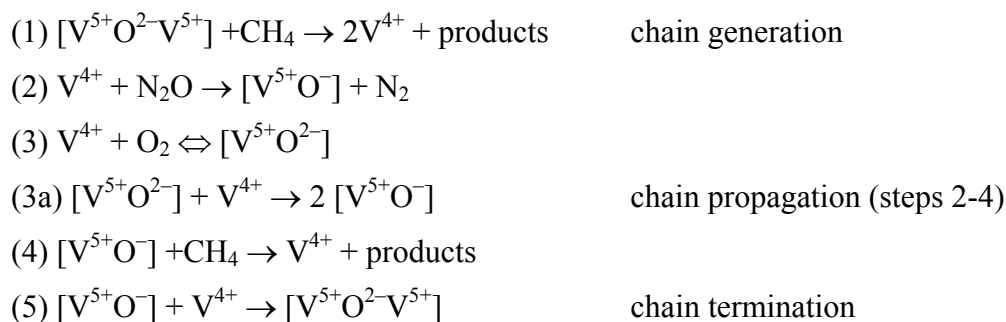 (1) [V⁵⁺O²⁻V⁵⁺] +CH₄ → 2V⁴⁺ + products chain generation
(2) V⁴⁺ + N₂O → [V⁵⁺O⁻] + N₂
(3) V⁴⁺ + O₂ ⇔ [V⁵⁺O²⁻]
(3a) [V⁵⁺O²⁻] + V⁴⁺ → 2 [V⁵⁺O⁻] chain propagation (steps 2-4)
(4) [V⁵⁺O⁻] +CH₄ → V⁴⁺ + products
(5) [V⁵⁺O⁻] + V⁴⁺ → [V⁵⁺O²⁻V⁵⁺] chain termination